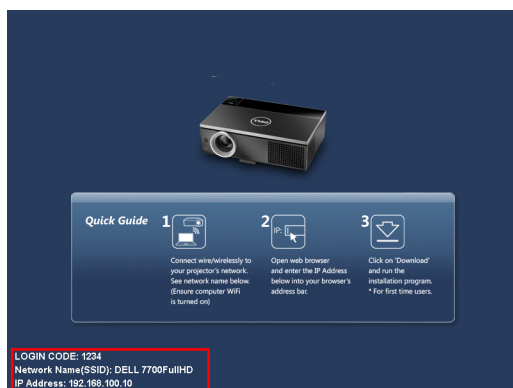 DELL
Quick Guide
1
Connect wire/wirelessly to
your projector's network.
See network name below.
(Ensure computer WiFi
is turned on)
2
IP:
Open web browser
and enter the IP Address
below into your browser's
address bar.
3
Click on 'Download'
and run the
installation program.
* For first time users.
LOGIN CODE: 1234
Network Name(SSID): DELL 7700FullHD
IP Address: 192.168.100.10